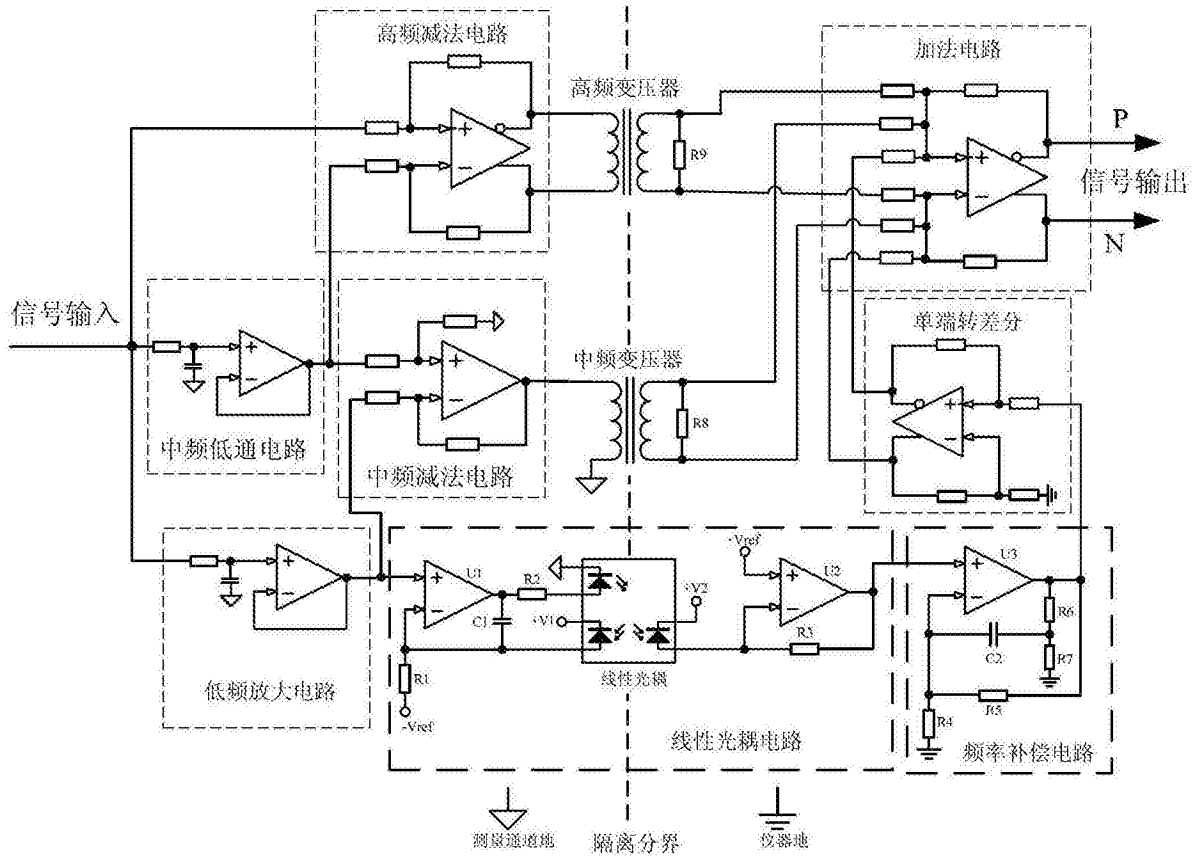 高频减法电路
加法电路
高频变压器
R9
P
信号输出
N
信号输入
中频低通电路
中频减法电路
中频变压器
R8
单端转差分
低频放大电路
U1
R2
C1
+V1
R1
-Vref
线性光耦
+V2
-Vref
U2
R3
线性光耦电路
U3
R6
C2
R7
R5
R4
频率补偿电路
测量通道地
隔离分界
仪器地